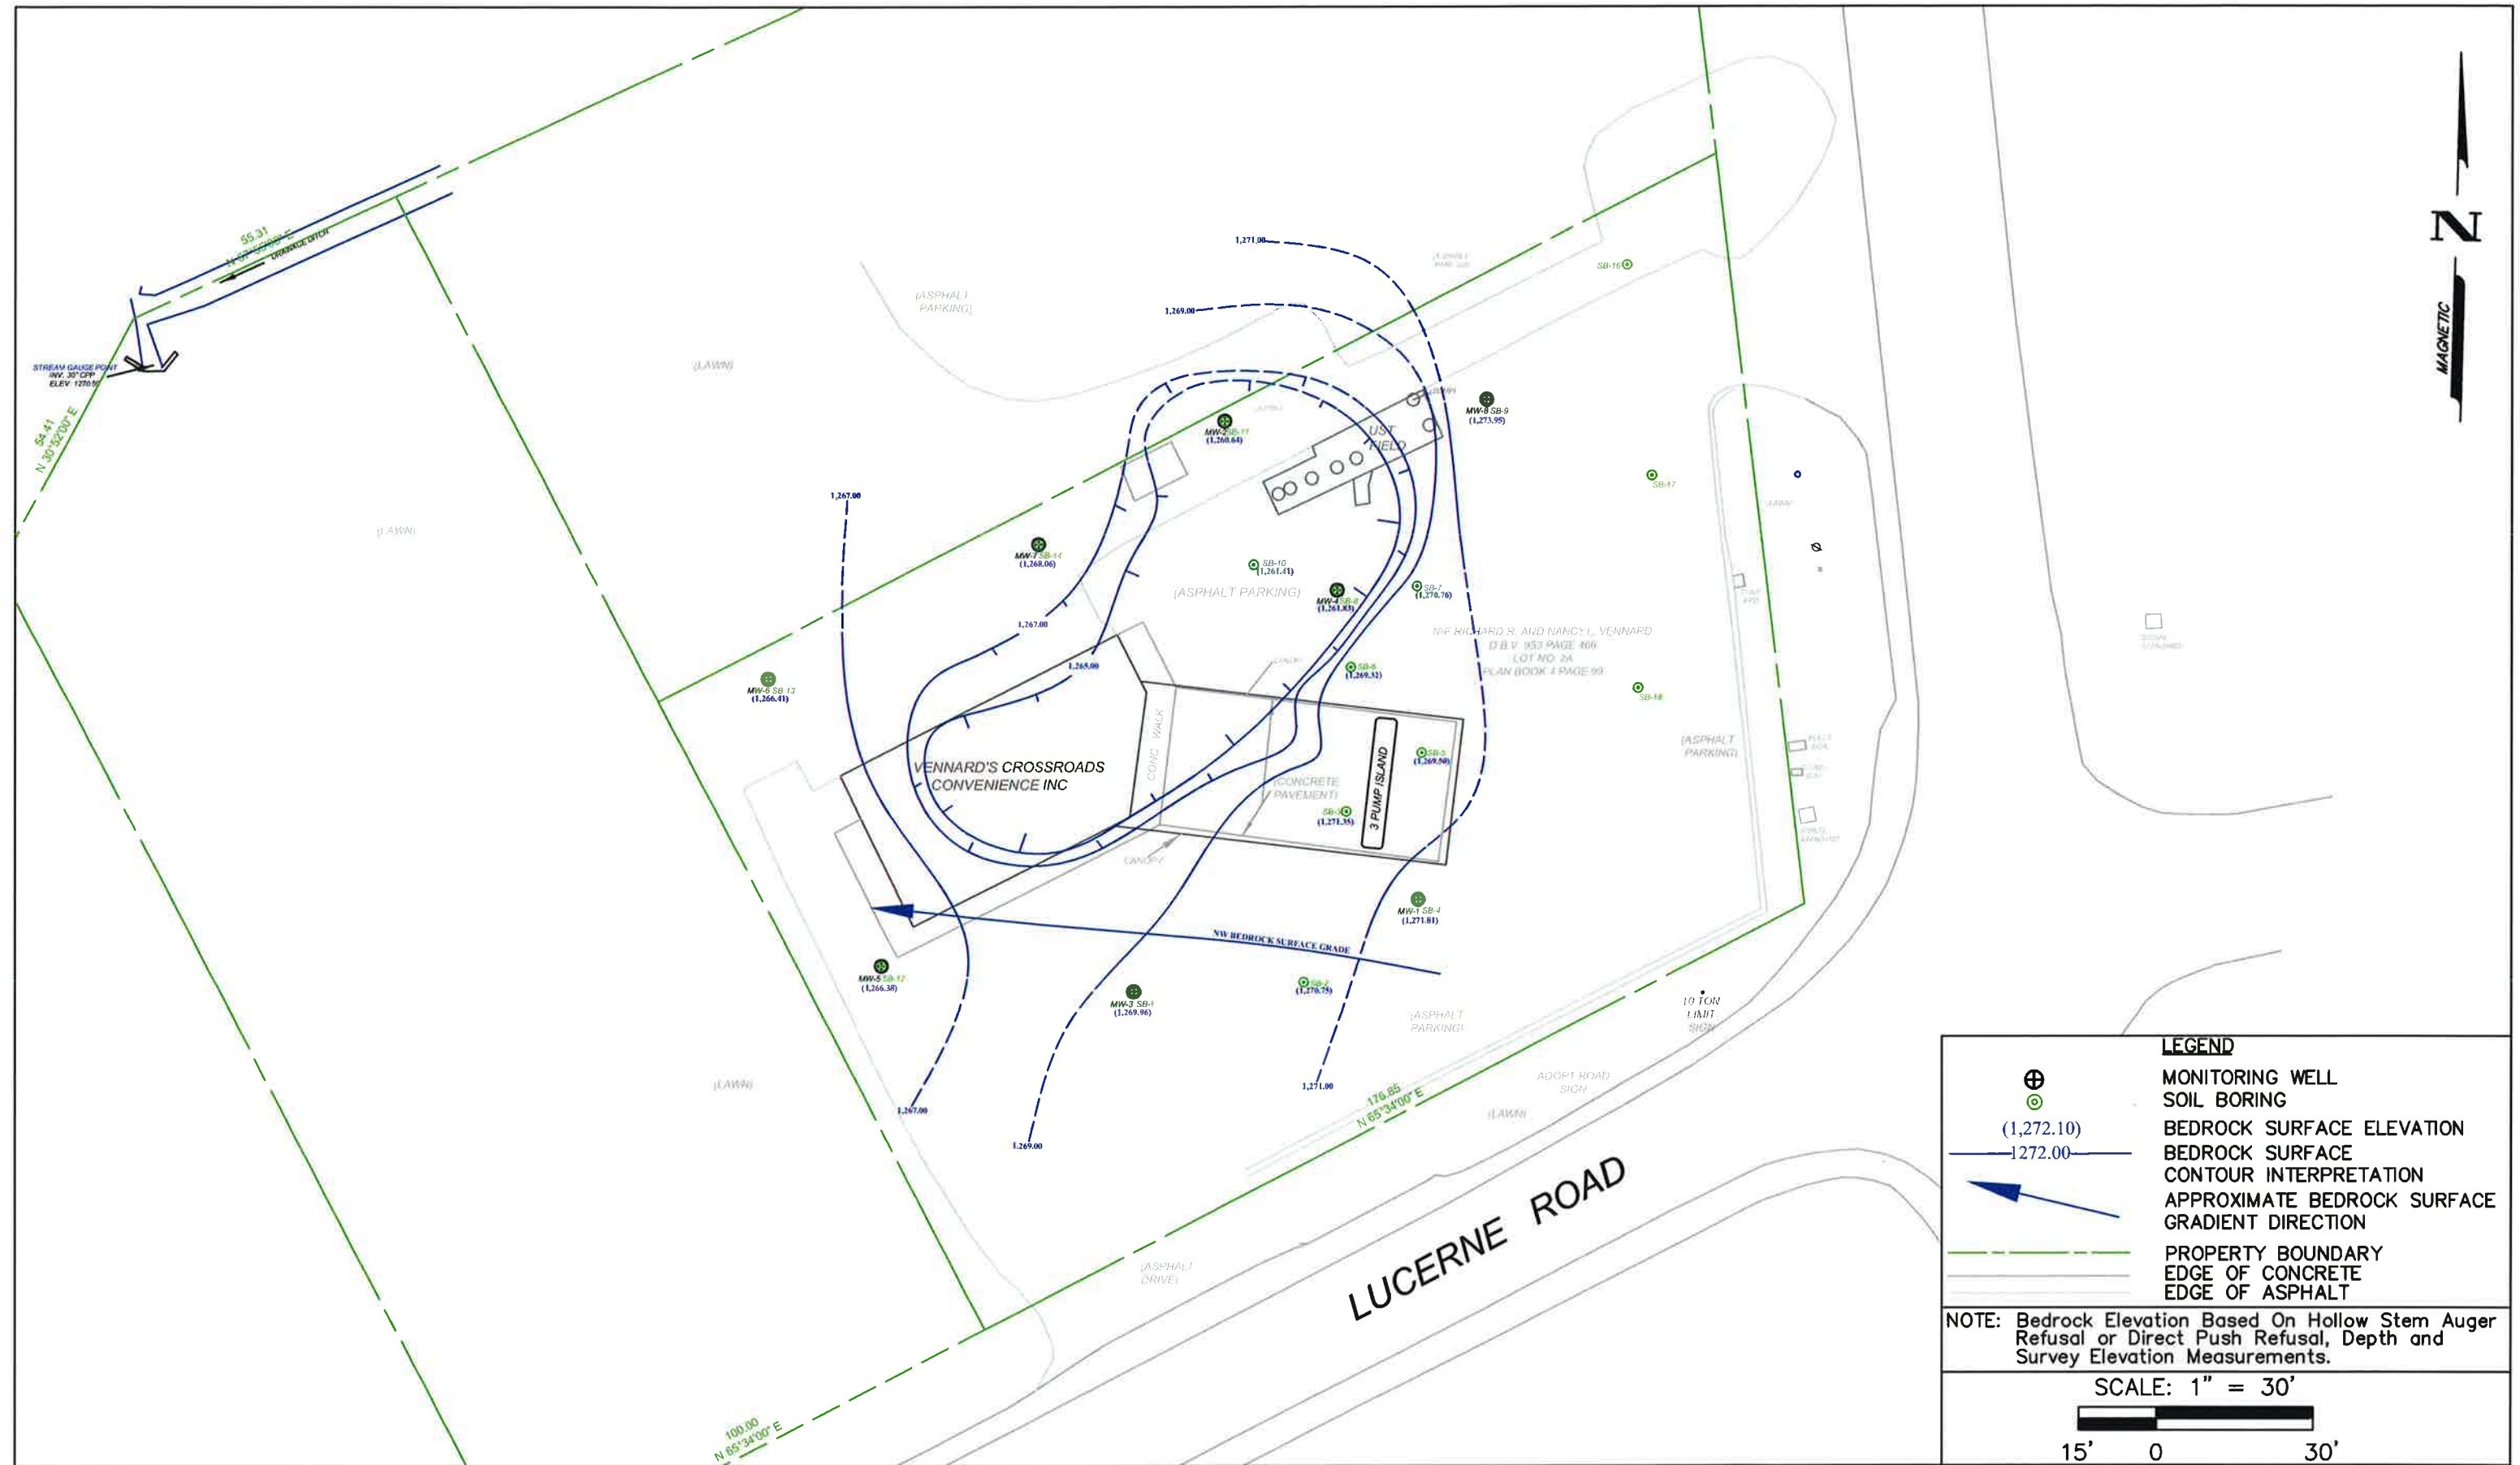 1,271.00
(ASPHALT
SB-16
N
MAGNETIC
55.31
DRAINAGE DITCH
(ASPHALT
PARKING)
1,269.00
STREAM GAUGE POINT
INV. 30" CPP
(LAWN)
54.41
N 30°52'00" E
UST
FIELD
MW-8 SB-9
(1,273.95)
MW-2 SB-11
(1,260.64)
SB-17
1,267.00
(LAWN)
(LAWN)
MW-7 SB-14
(1,268.06)
SB-10
(1,261.41)
(ASPHALT PARKING)
MW-4 SB-8
(1,261.83)
SB-7
(1,270.76)
1,267.00
N/F RICHARD R. AND NANCY L. VENNARD
D.B.V. 953 PAGE 466
LOT NO. 2A
PLAN BOOK 4 PAGE 99
1,265.00
CANOPY
SB-6
(1,269.32)
MW-6 SB-13
(1,266.41)
SB-18
CONC WALK
(ASPHALT
PARKING)
VENNARD'S CROSSROADS
CONVENIENCE INC
(CONCRETE
PAVEMENT)
3 PUMP ISLAND
SB-5
(1,269.50)
SB-3
(1,271.35)
CANOPY
MW-1 SB-4
(1,271.81)
NW BEDROCK SURFACE GRADE
MW-5 SB-12
(1,266.38)
MW-3 SB-1
(1,269.96)
SB-2
(1,270.75)
(ASPHALT
PARKING)
10 TON
LIMIT
SIGN
(LAWN)
1,271.00
ADOPT ROAD
SIGN
176.85
N 65°34'00" E
(LAWN)
1,267.00
1,269.00
(ASPHALT
DRIVE)
LUCERNE ROAD
100.00
N 65°34'00" E
LEGEND
MONITORING WELL
SOIL BORING
(1,272.10) BEDROCK SURFACE ELEVATION
1272.00 BEDROCK SURFACE
CONTOUR INTERPRETATION
APPROXIMATE BEDROCK SURFACE
GRADIENT DIRECTION
PROPERTY BOUNDARY
EDGE OF CONCRETE
EDGE OF ASPHALT
NOTE: Bedrock Elevation Based On Hollow Stem Auger
Refusal or Direct Push Refusal, Depth and
Survey Elevation Measurements.
SCALE: 1" = 30'
15' 0 30'